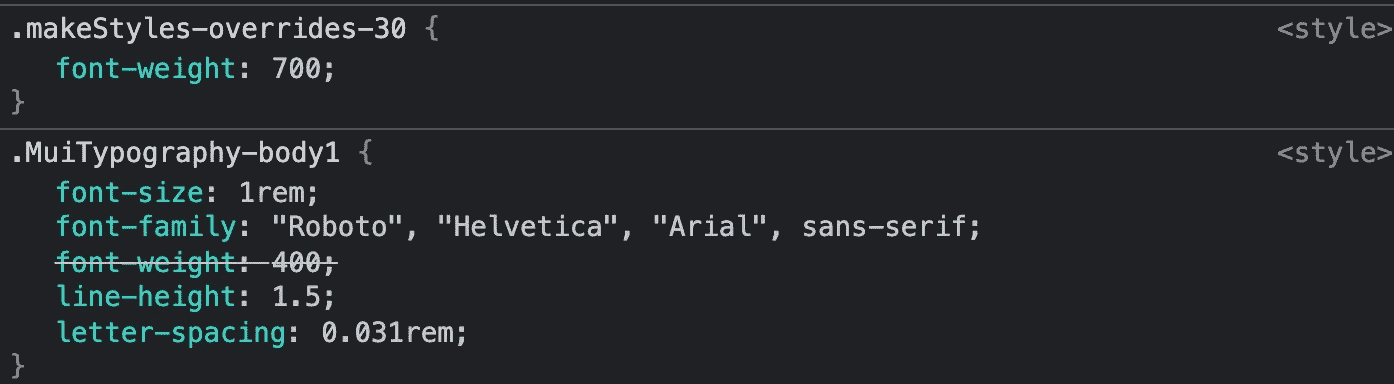 .makeStyles-overrides-30 { <style>
font-weight: 700;
}
.MuiTypography-body1 { <style>
font-size: 1rem;
font-family: "Roboto", "Helvetica", "Arial", sans-serif;
font-weight: 400;
line-height: 1.5;
letter-spacing: 0.031rem;
}